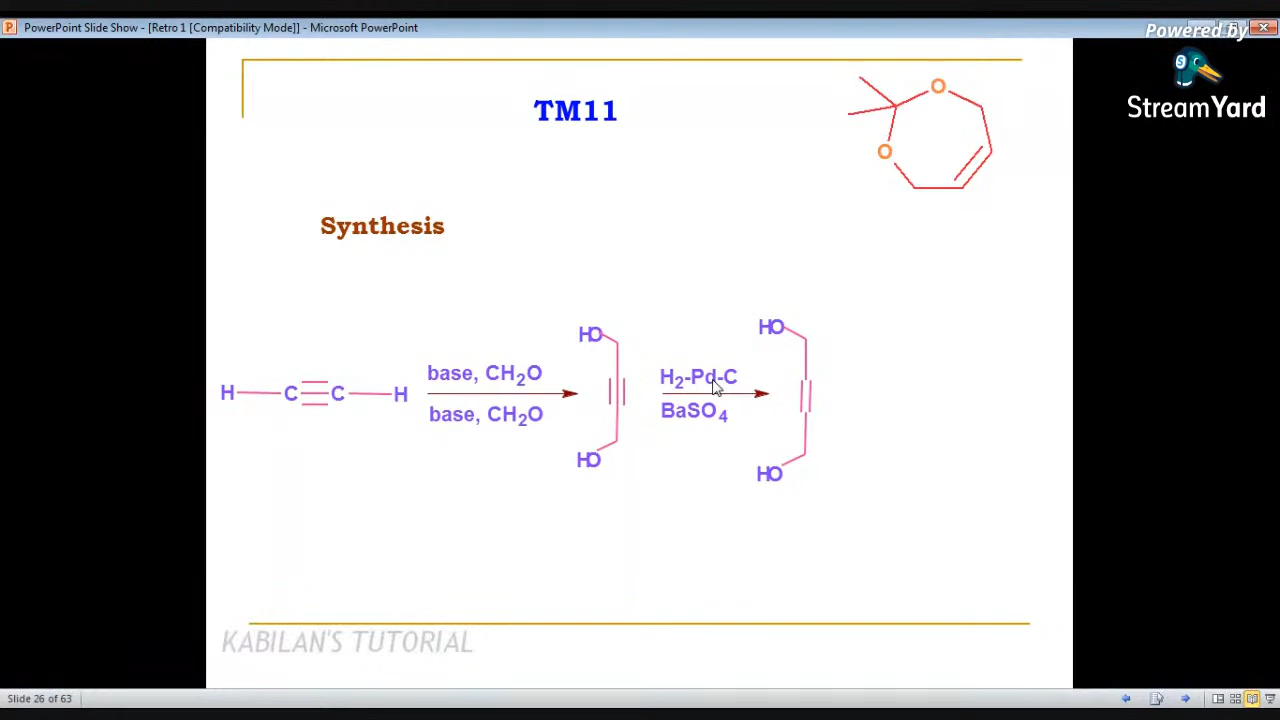 PowerPoint Slide Show - [Retro 1 [Compatibility Mode]] - Microsoft PowerPoint
Powered by
StreamYard
TM11
O
O
Synthesis
H C C H
base, CH2O
base, CH2O
HO
HO
H2-Pd-C
BaSO4
HO
HO
KABILAN'S TUTORIAL
Slide 26 of 63